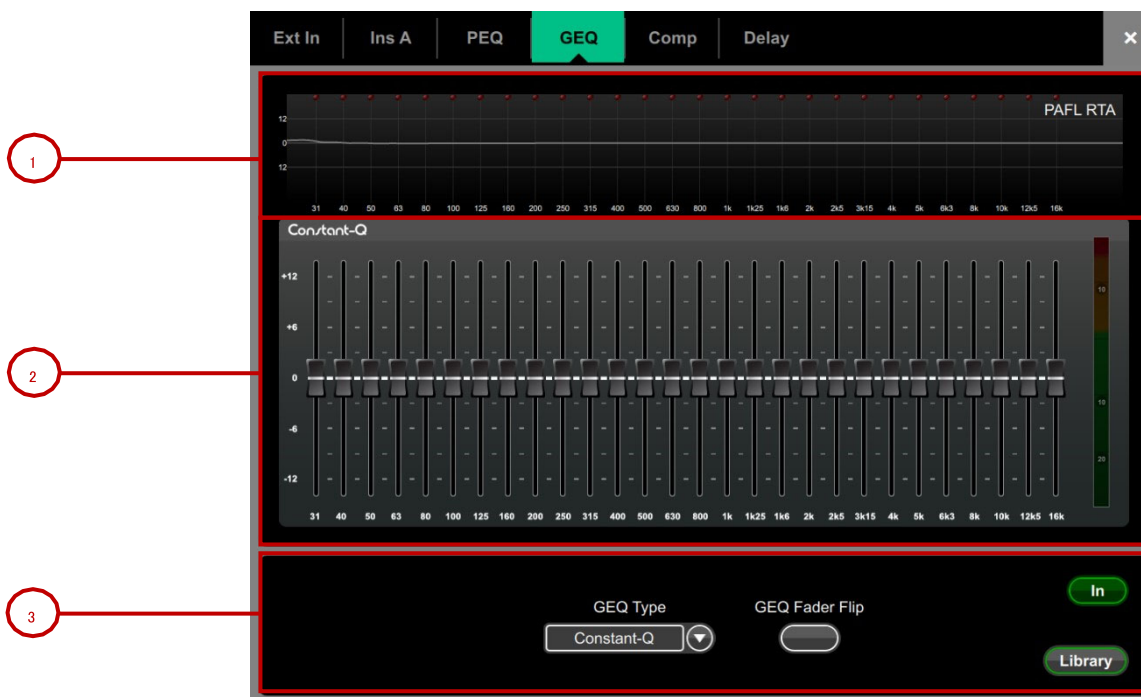 Ext In Ins A PEQ GEQ Comp Delay ×
PAFL RTA
12
0
12
31 40 50 63 80 100 125 160 200 250 315 400 500 630 800 1k 1k25 1k6 2k 2k5 3k15 4k 5k 6k3 8k 10k 12k5 16k
1
Constant-Q
+12
10
+6
2
0
10
-6
20
-12
31 40 50 63 80 100 125 160 200 250 315 400 500 630 800 1k 1k25 1k6 2k 2k5 3k15 4k 5k 6k3 8k 10k 12k5 16k
3
In
GEQ Type GEQ Fader Flip
Constant-Q
Library